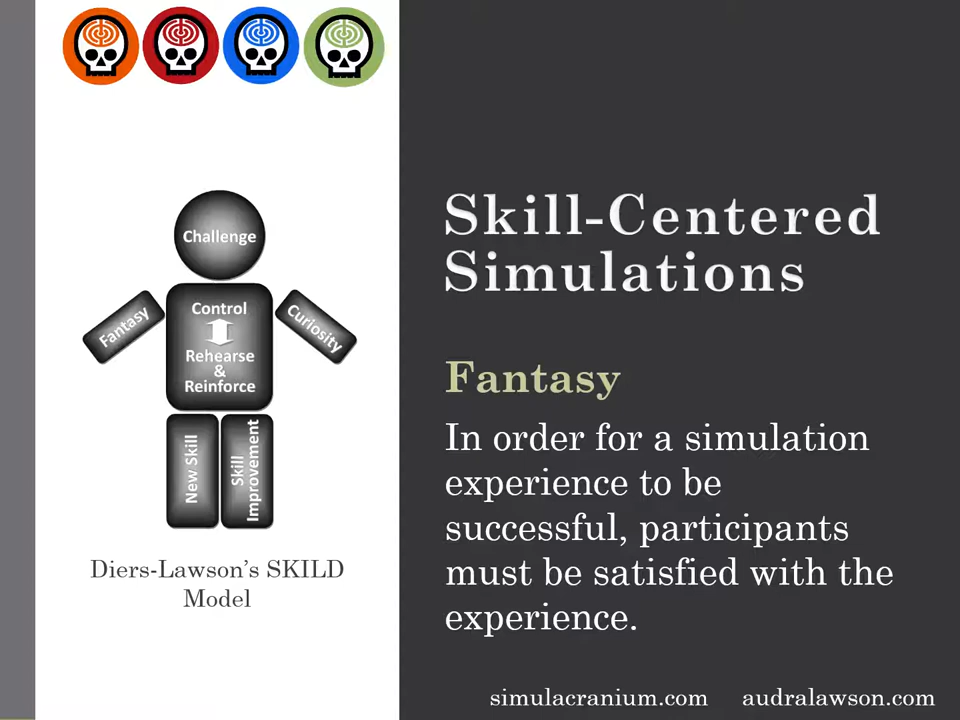 Challenge
Fantasy
Control
Curiosity
Rehearse
&
Reinforce
New Skill
Skill
Improvement
Diers-Lawson’s SKILD
Model
Skill-Centered
Simulations
Fantasy
In order for a simulation
experience to be
successful, participants
must be satisfied with the
experience.
simulacranium.com audralawson.com